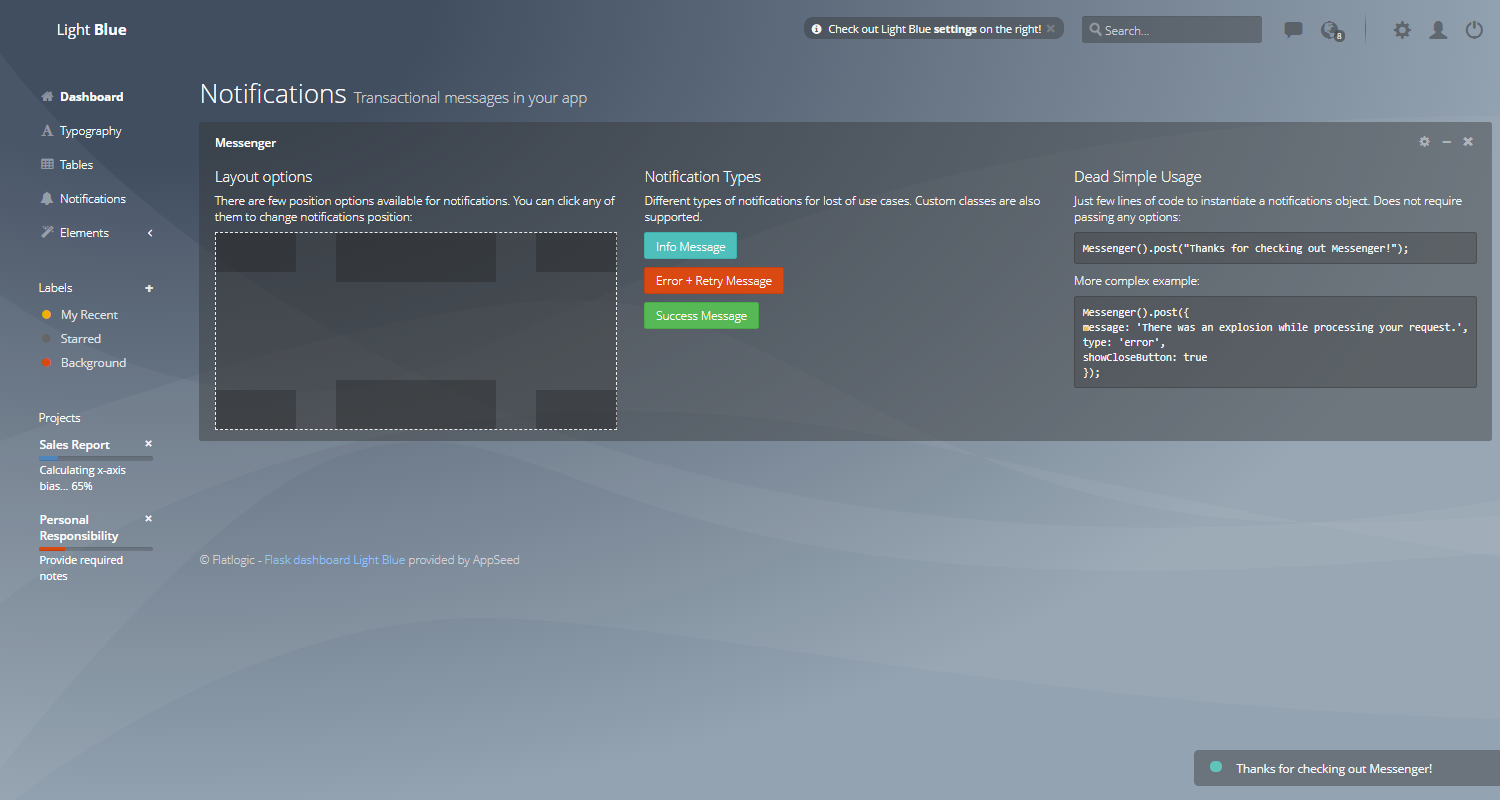 Light Blue
Check out Light Blue settings on the right!
Search...
8
Dashboard
Typography
Tables
Notifications
Elements
Labels
My Recent
Starred
Background
Projects
Sales Report
Calculating x-axis
bias... 65%
Personal
Responsibility
Provide required
notes
Notifications Transactional messages in your app
Messenger
Layout options
There are few position options available for notifications. You can click any of
them to change notifications position:
Notification Types
Different types of notifications for lost of use cases. Custom classes are also
supported.
Info Message
Error + Retry Message
Success Message
Dead Simple Usage
Just few lines of code to instantiate a notifications object. Does not require
passing any options:
Messenger().post("Thanks for checking out Messenger!");
More complex example:
Messenger().post({
message: 'There was an explosion while processing your request.',
type: 'error',
showCloseButton: true
});
© Flatlogic - Flask dashboard Light Blue provided by AppSeed
Thanks for checking out Messenger!